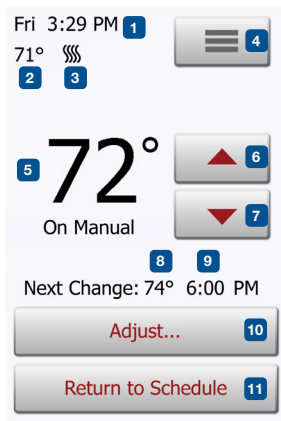 Fri 3:29 PM 1
4
71°
2 3
5 72° 6
On Manual 7
8 9
Next Change: 74° 6:00 PM
Adjust... 10
Return to Schedule 11